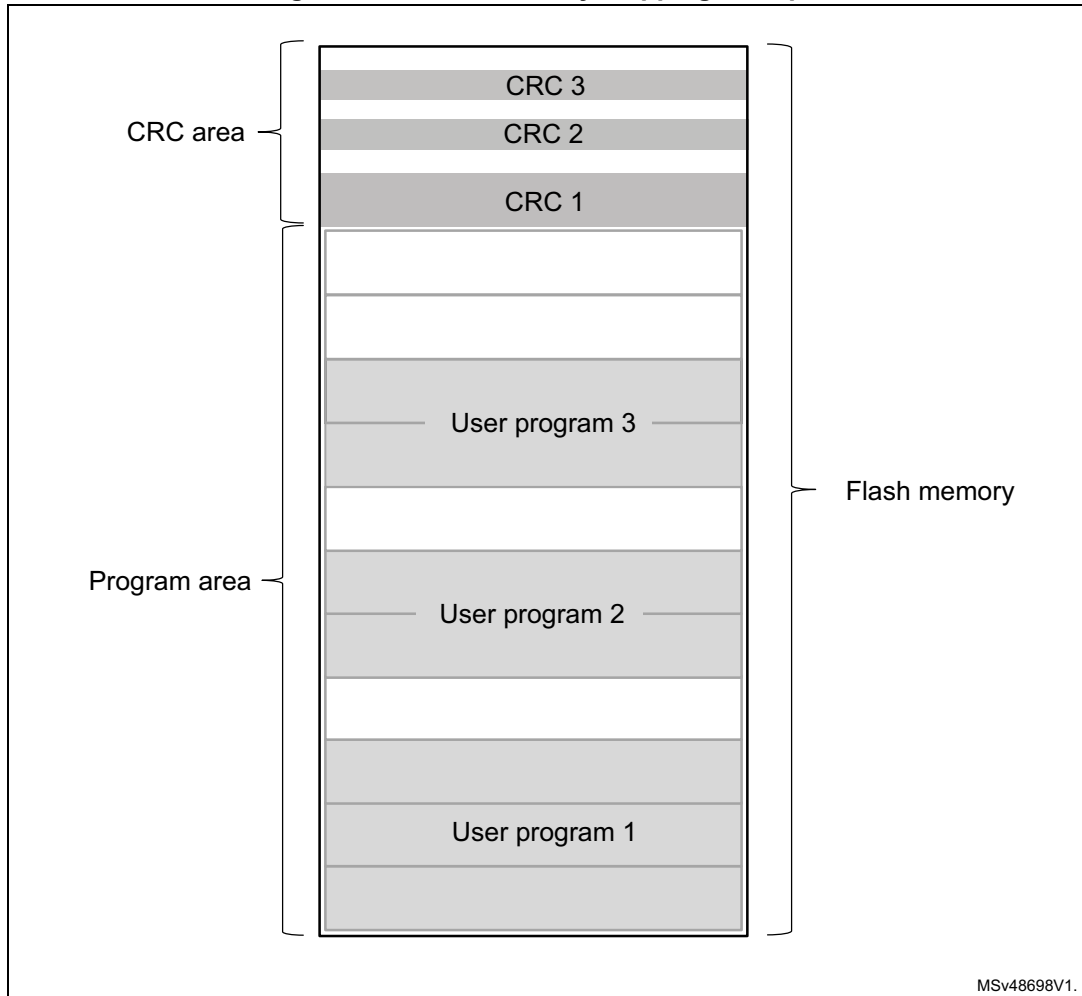 CRC 3
CRC area
CRC 2
CRC 1
User program 3
Flash memory
Program area
User program 2
User program 1
MSv48698V1.